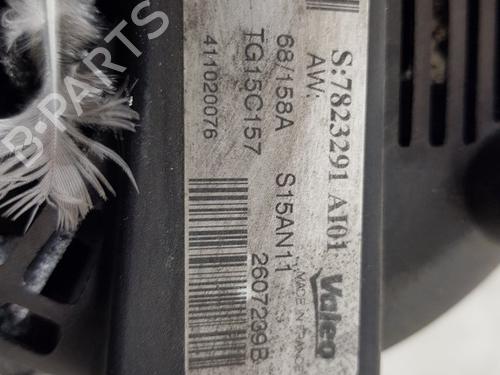 S:7823291 AI01
AW:
Valeo
MADE IN FRANCE
68/158A S15AN11
TG15C157 2607239B
411020076
B-PARTS